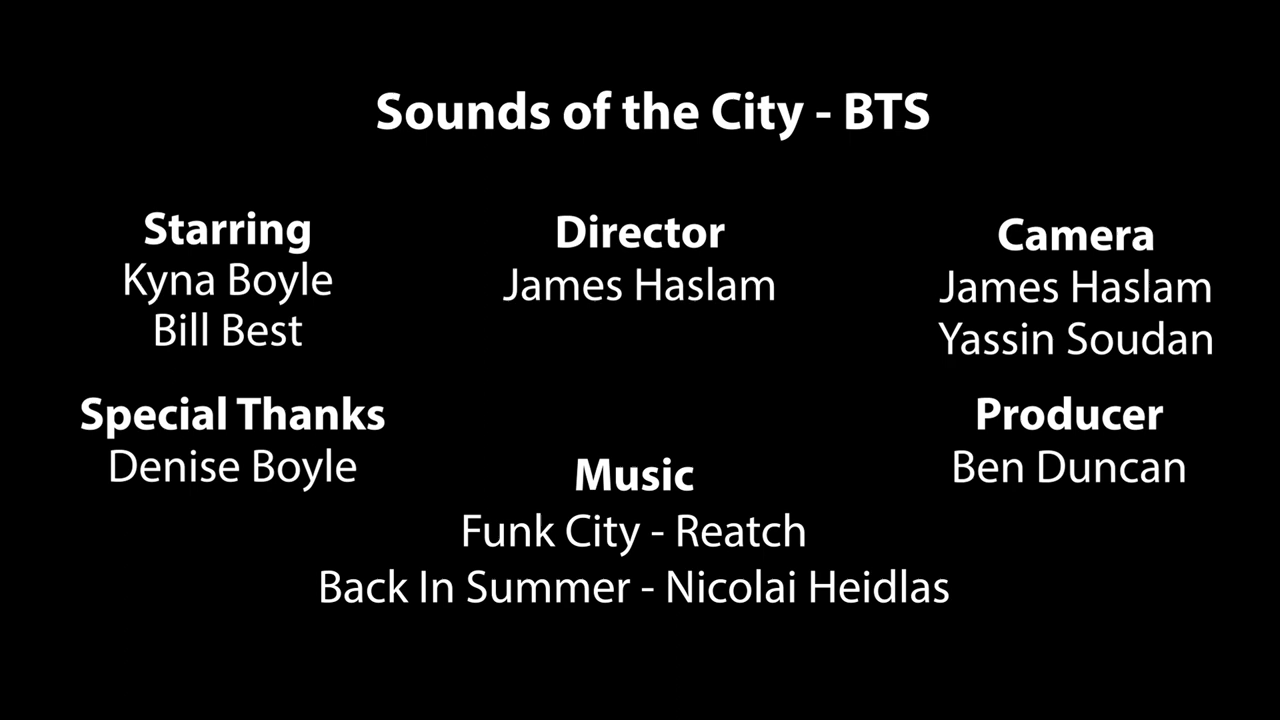 Sounds of the City - BTS
Starring
Kyna Boyle
Bill Best
Director
James Haslam
Camera
James Haslam
Yassin Soudan
Special Thanks
Denise Boyle
Music
Funk City - Reatch
Back In Summer - Nicolai Heidlas
Producer
Ben Duncan